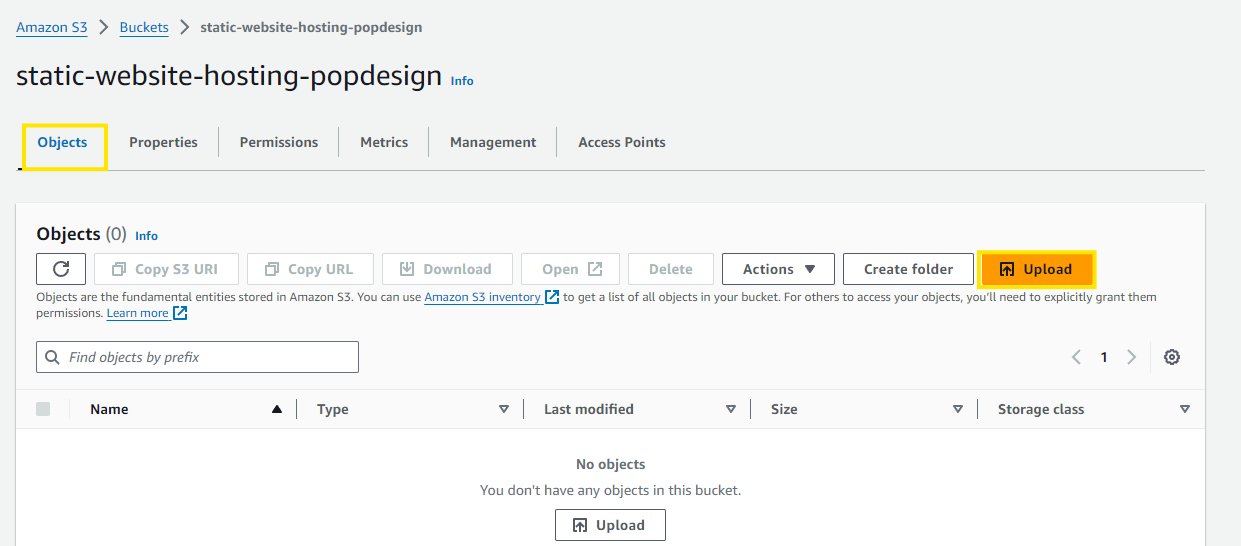 Amazon S3 > Buckets > static-website-hosting-popdesign
static-website-hosting-popdesign Info
Objects Properties Permissions Metrics Management Access Points
Objects (0) Info
Copy S3 URI Copy URL Download Open Delete Actions Create folder Upload
Objects are the fundamental entities stored in Amazon S3. You can use Amazon S3 inventory to get a list of all objects in your bucket. For others to access your objects, you'll need to explicitly grant them
permissions. Learn more
Find objects by prefix 1
Name Type Last modified Size Storage class
No objects
You don't have any objects in this bucket.
Upload